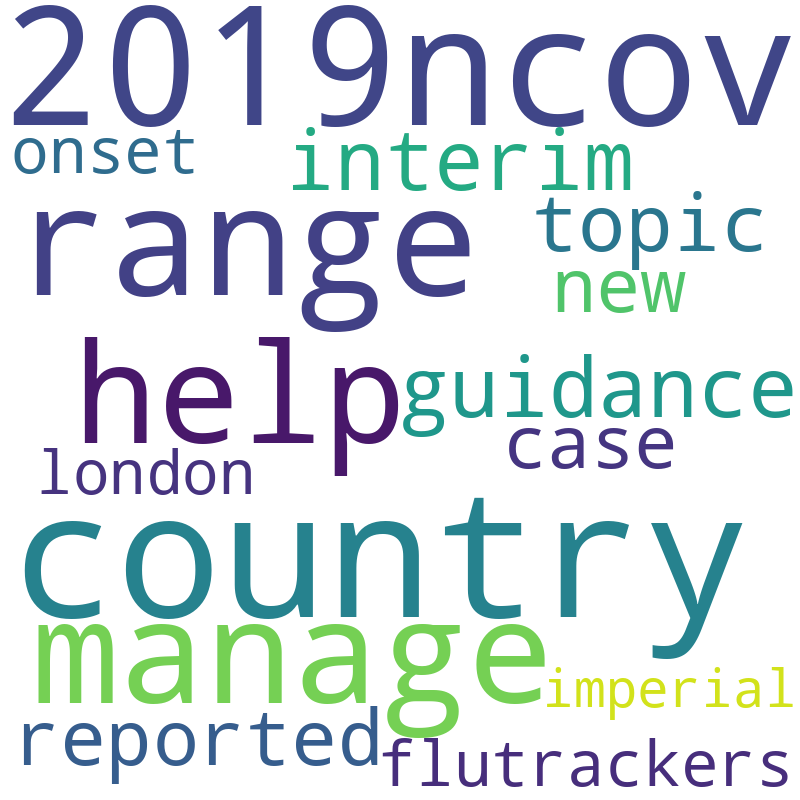 2019ncov
onset interim
range topic
new
help guidance
case
london
country
manage
imperial
reported
flutrackers